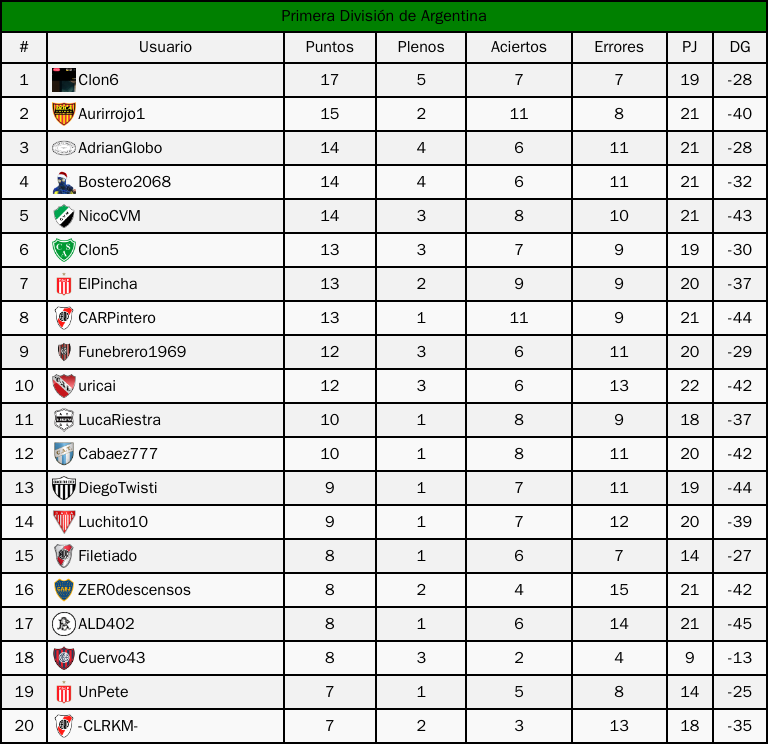 Primera División de Argentina
# Usuario Puntos Plenos Aciertos Errores PJ DG
1 Clon6 17 5 7 7 19 -28
2 Aurirrojo1 15 2 11 8 21 -40
3 AdrianGlobo 14 4 6 11 21 -28
4 Bostero2068 14 4 6 11 21 -32
5 NicoCVM 14 3 8 10 21 -43
6 Clon5 13 3 7 9 19 -30
7 ElPincha 13 2 9 9 20 -37
8 CARPintero 13 1 11 9 21 -44
9 Funebrero1969 12 3 6 11 20 -29
10 uricai 12 3 6 13 22 -42
11 LucaRiestra 10 1 8 9 18 -37
12 Cabaez777 10 1 8 11 20 -42
13 DiegoTwisti 9 1 7 11 19 -44
14 Luchito10 9 1 7 12 20 -39
15 Filetiado 8 1 6 7 14 -27
16 ZER0descensos 8 2 4 15 21 -42
17 ALD402 8 1 6 14 21 -45
18 Cuervo43 8 3 2 4 9 -13
19 UnPete 7 1 5 8 14 -25
20 -CLRKM- 7 2 3 13 18 -35